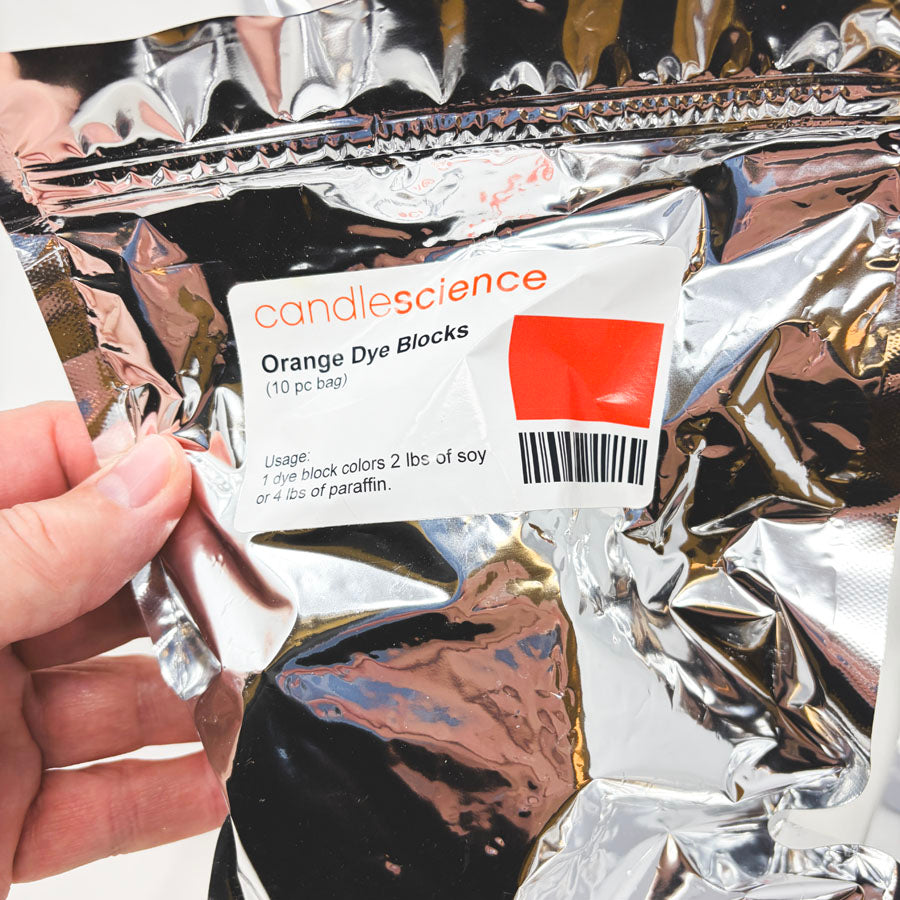 candlescience
Orange Dye Blocks
(10 pc bag)
Usage:
1 dye block colors 2 lbs of soy
or 4 lbs of paraffin.